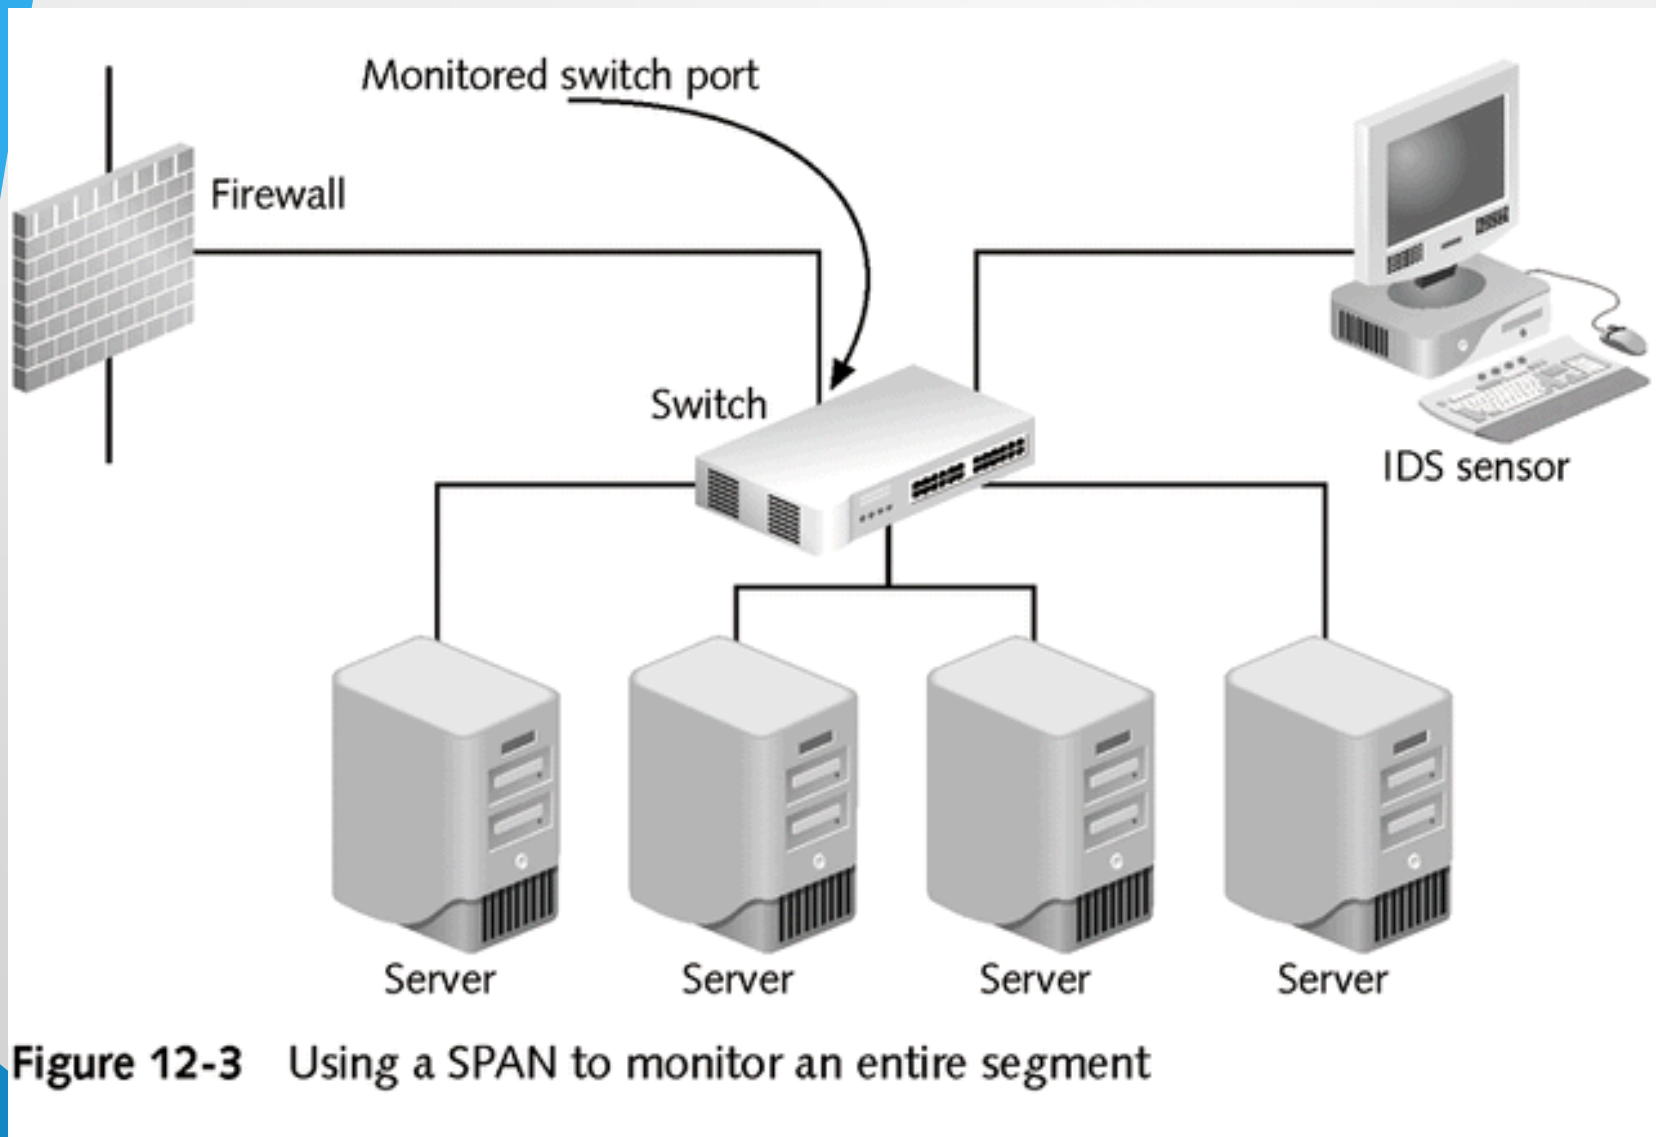 Monitored switch port
Firewall
Switch
IDS sensor
Server
Server
Server
Server
Figure 12-3 Using a SPAN to monitor an entire segment